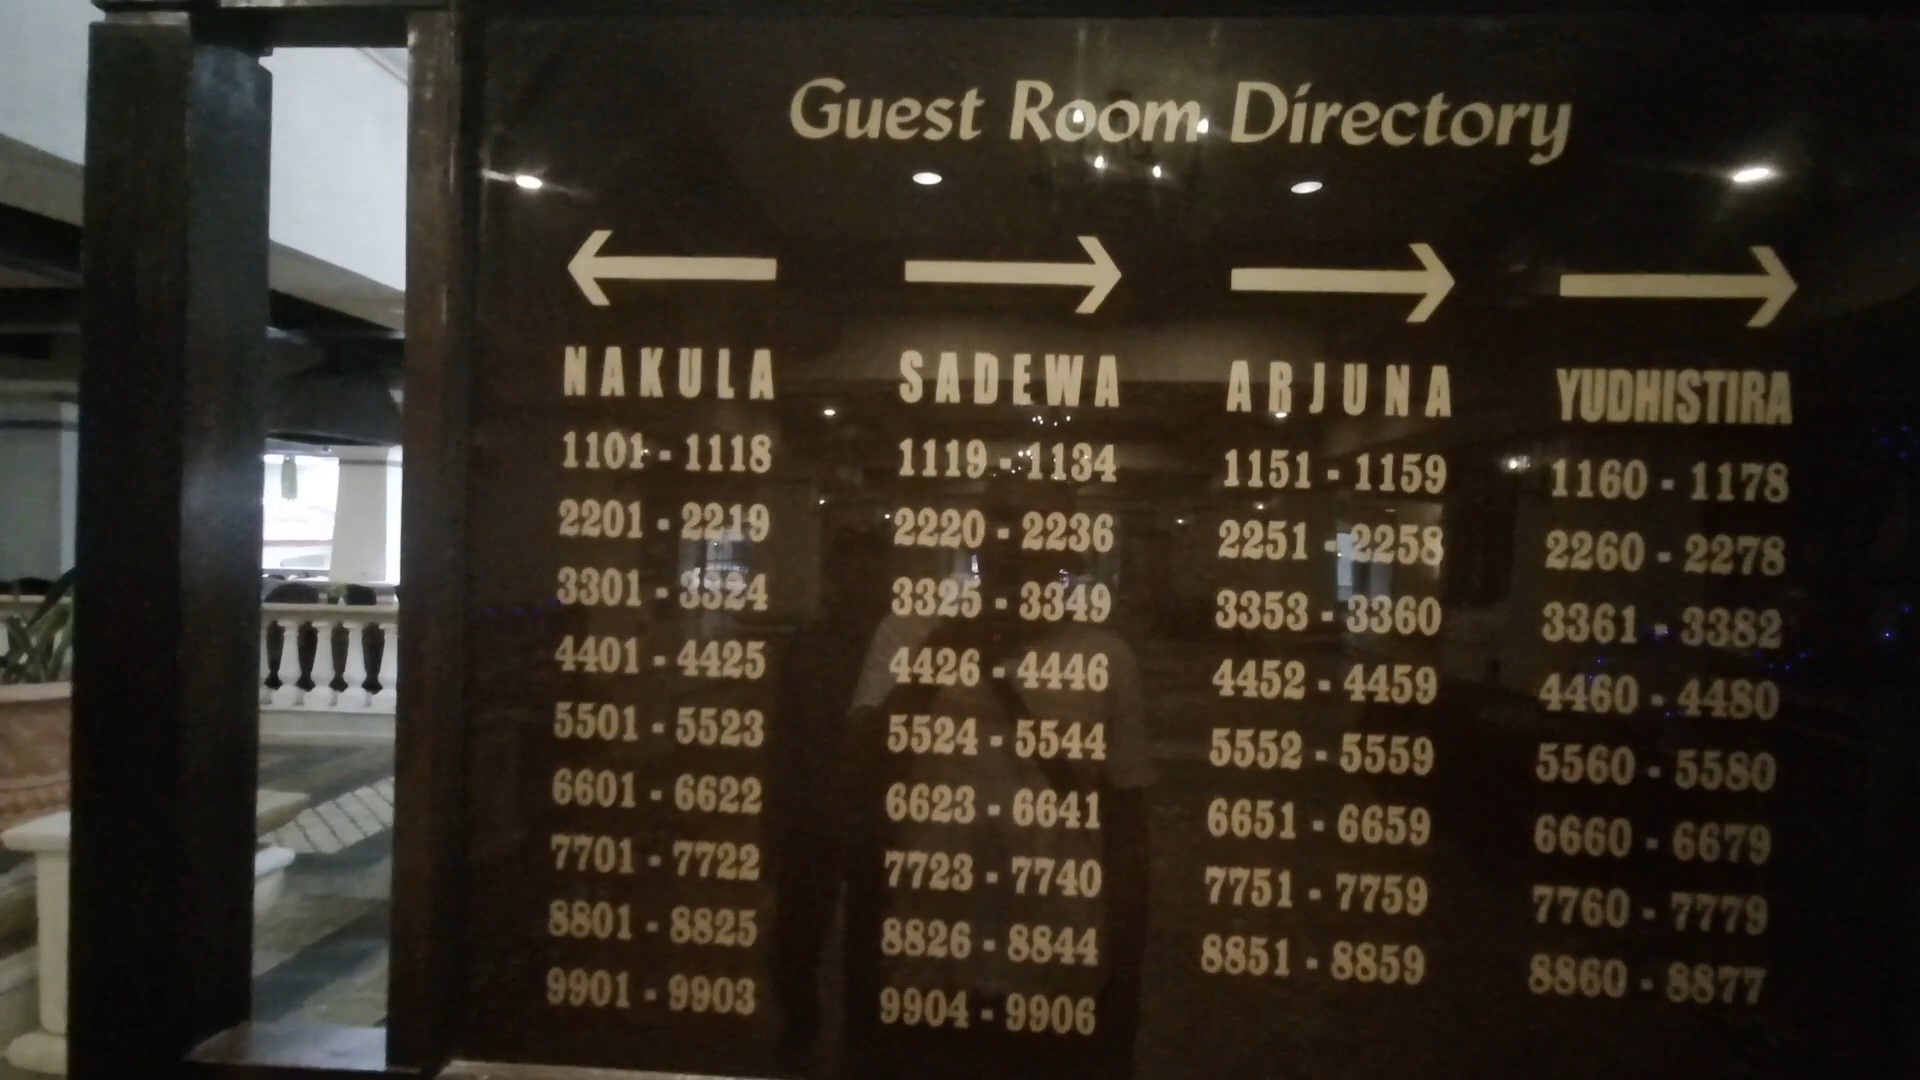 Guest Room Directory
NAKULA SADEWA ARJUNA YUDHISTIRA
1101 - 1118 1119 - 1134 1151 - 1159 1160 - 1178
2201 - 2219 2220 - 2236 2251 - 2258 2260 - 2278
3301 - 3324 3325 - 3349 3353 - 3360 3361 - 3382
4401 - 4425 4426 - 4446 4452 - 4459 4460 - 4480
5501 - 5523 5524 - 5544 5552 - 5559 5560 - 5580
6601 - 6622 6623 - 6641 6651 - 6659 6660 - 6679
7701 - 7722 7723 - 7740 7751 - 7759 7760 - 7779
8801 - 8825 8826 - 8844 8851 - 8859 8860 - 8877
9901 - 9903 9904 - 9906